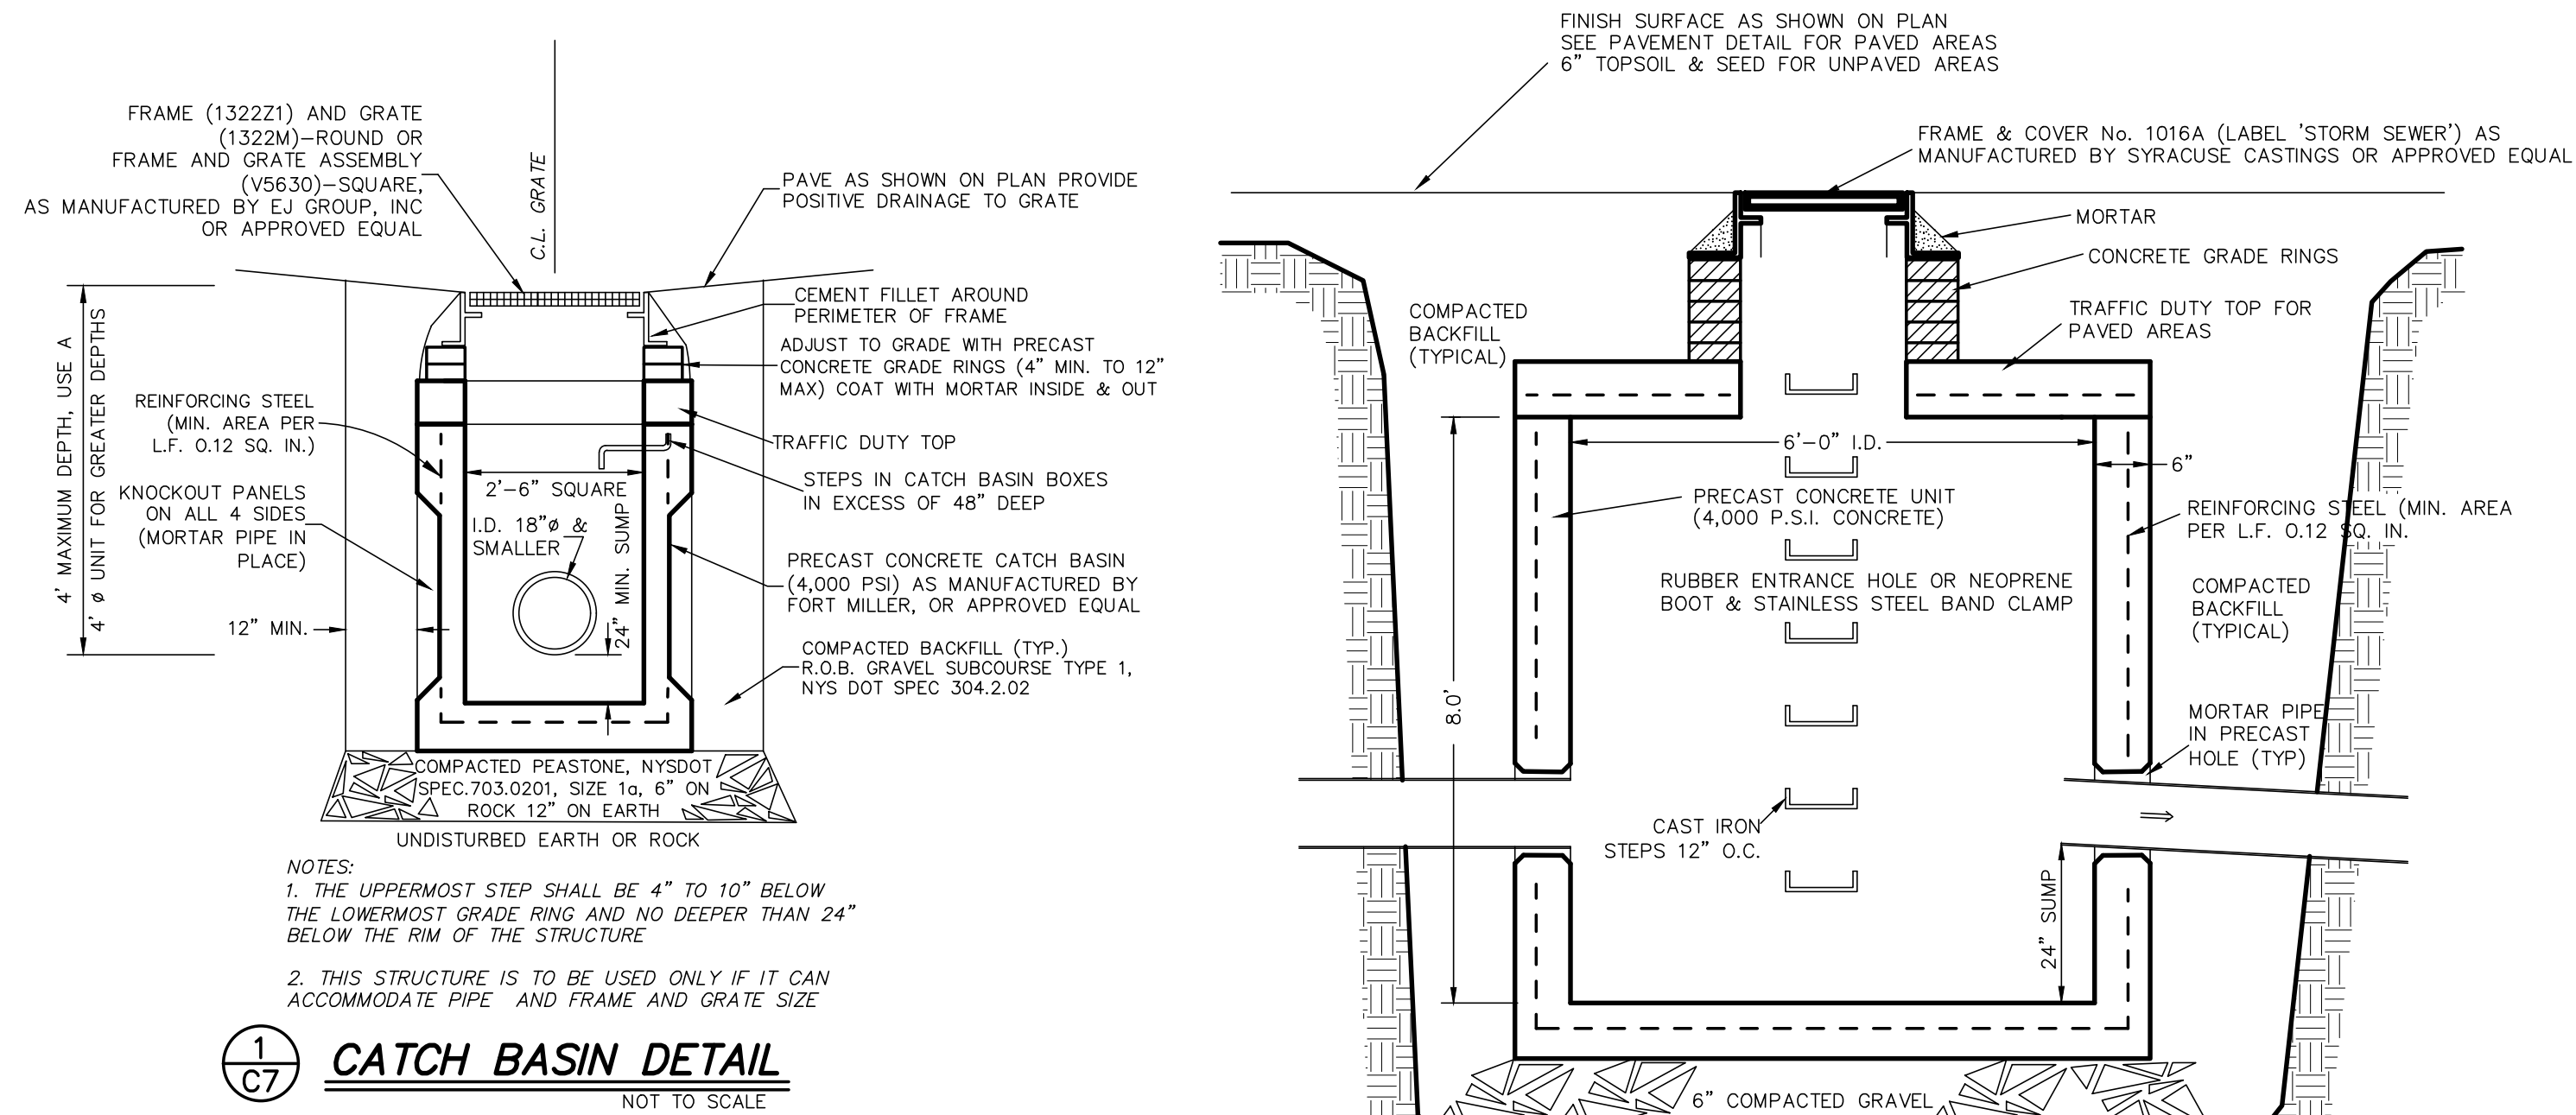 FRAME (1322Z1) AND GRATE
(1322M)-ROUND OR
FRAME AND GRATE ASSEMBLY
(V5630)-SQUARE,
AS MANUFACTURED BY EJ GROUP, INC
OR APPROVED EQUAL
C.L. GRATE
PAVE AS SHOWN ON PLAN PROVIDE
POSITIVE DRAINAGE TO GRATE
CEMENT FILLET AROUND
PERIMETER OF FRAME
ADJUST TO GRADE WITH PRECAST
CONCRETE GRADE RINGS (4" MIN. TO 12"
MAX) COAT WITH MORTAR INSIDE & OUT
4' MAXIMUM DEPTH, USE A
4' ø UNIT FOR GREATER DEPTHS
REINFORCING STEEL
(MIN. AREA PER
L.F. 0.12 SQ. IN.)
TRAFFIC DUTY TOP
KNOCKOUT PANELS
ON ALL 4 SIDES
(MORTAR PIPE IN
PLACE)
2'-6" SQUARE
STEPS IN CATCH BASIN BOXES
IN EXCESS OF 48" DEEP
I.D. 18"ø &
SMALLER
24" MIN. SUMP
PRECAST CONCRETE CATCH BASIN
(4,000 PSI) AS MANUFACTURED BY
FORT MILLER, OR APPROVED EQUAL
12" MIN.
COMPACTED BACKFILL (TYP.)
R.O.B. GRAVEL SUBCOURSE TYPE 1,
NYS DOT SPEC 304.2.02
COMPACTED PEASTONE, NYSDOT
SPEC.703.0201, SIZE 1a, 6" ON
ROCK 12" ON EARTH
UNDISTURBED EARTH OR ROCK
NOTES:
1. THE UPPERMOST STEP SHALL BE 4" TO 10" BELOW
THE LOWERMOST GRADE RING AND NO DEEPER THAN 24"
BELOW THE RIM OF THE STRUCTURE
2. THIS STRUCTURE IS TO BE USED ONLY IF IT CAN
ACCOMMODATE PIPE AND FRAME AND GRATE SIZE
1
C7
CATCH BASIN DETAIL
NOT TO SCALE
FINISH SURFACE AS SHOWN ON PLAN
SEE PAVEMENT DETAIL FOR PAVED AREAS
6" TOPSOIL & SEED FOR UNPAVED AREAS
FRAME & COVER No. 1016A (LABEL 'STORM SEWER') AS
MANUFACTURED BY SYRACUSE CASTINGS OR APPROVED EQUAL
MORTAR
CONCRETE GRADE RINGS
COMPACTED
BACKFILL
(TYPICAL)
TRAFFIC DUTY TOP FOR
PAVED AREAS
6'-0" I.D.
6"
PRECAST CONCRETE UNIT
(4,000 P.S.I. CONCRETE)
REINFORCING STEEL (MIN. AREA
PER L.F. 0.12 SQ. IN.
RUBBER ENTRANCE HOLE OR NEOPRENE
BOOT & STAINLESS STEEL BAND CLAMP
COMPACTED
BACKFILL
(TYPICAL)
8.0'
MORTAR PIPE
IN PRECAST
HOLE (TYP)
CAST IRON
STEPS 12" O.C.
24" SUMP
6" COMPACTED GRAVEL